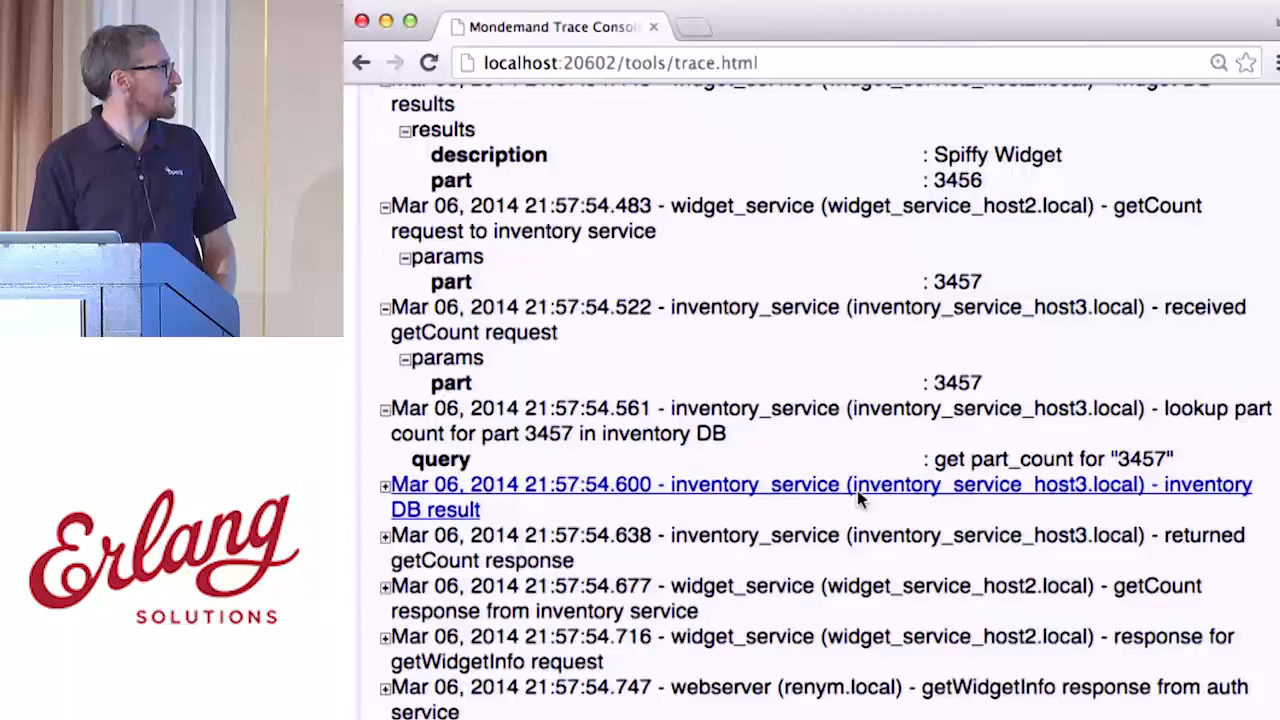 Mondemand Trace Consol
localhost:20602/tools/trace.html
results
results
description : Spiffy Widget
part : 3456
Mar 06, 2014 21:57:54.483 - widget_service (widget_service_host2.local) - getCount
request to inventory service
params
part : 3457
Mar 06, 2014 21:57:54.522 - inventory_service (inventory_service_host3.local) - received
getCount request
params
part : 3457
Mar 06, 2014 21:57:54.561 - inventory_service (inventory_service_host3.local) - lookup part
count for part 3457 in inventory DB
query : get part_count for "3457"
Mar 06, 2014 21:57:54.600 - inventory_service (inventory_service_host3.local) - inventory
DB result
Mar 06, 2014 21:57:54.638 - inventory_service (inventory_service_host3.local) - returned
getCount response
Mar 06, 2014 21:57:54.677 - widget_service (widget_service_host2.local) - getCount
response from inventory service
Mar 06, 2014 21:57:54.716 - widget_service (widget_service_host2.local) - response for
getWidgetInfo request
Mar 06, 2014 21:57:54.747 - webserver (renym.local) - getWidgetInfo response from auth
service
Erlang
SOLUTIONS